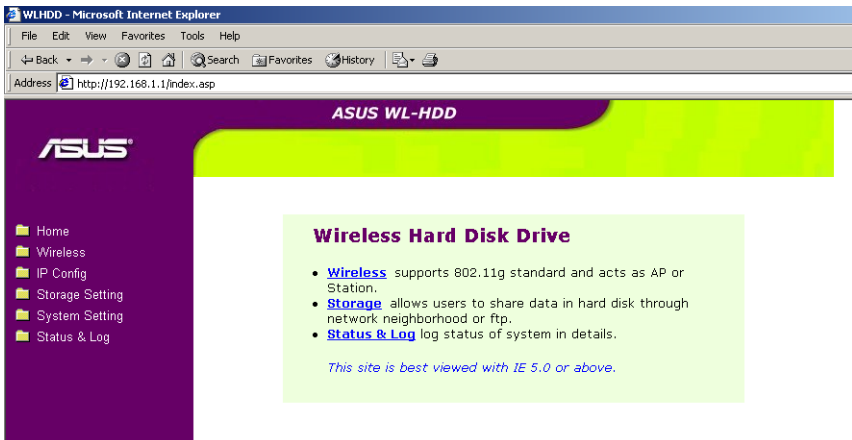 WLHDD - Microsoft Internet Explorer
File Edit View Favorites Tools Help
Back Search Favorites History
Address http://192.168.1.1/index.asp
ASUS WL-HDD
ASUS
Home
Wireless
IP Config
Storage Setting
System Setting
Status & Log
Wireless Hard Disk Drive
• Wireless supports 802.11g standard and acts as AP or
Station.
• Storage allows users to share data in hard disk through
network neighborhood or ftp.
• Status & Log log status of system in details.
This site is best viewed with IE 5.0 or above.